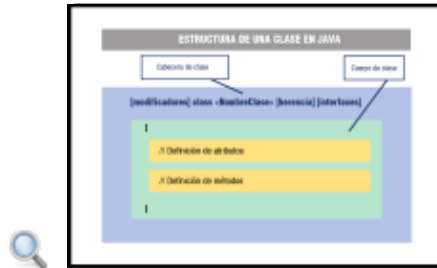 ESTRUCTURA DE UNA CLASE EN JAVA
Cabecera de clase
Cuerpo de clase
[modificadores] class <NombreClase> [herencia] [interfaces]
{
// Definición de atributos
// Definición de métodos
}